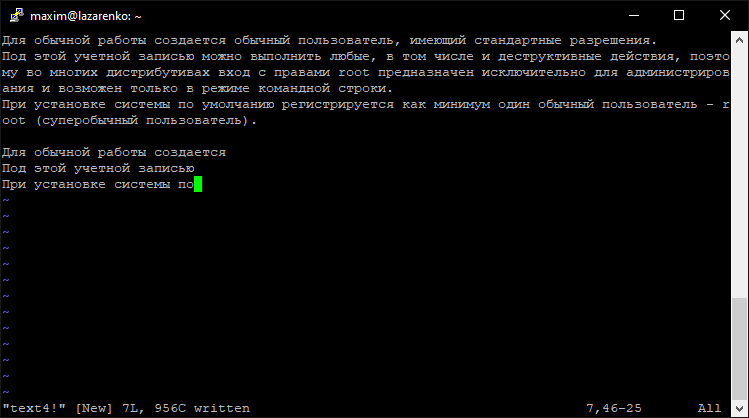 maxim@lazarenko: ~
Для обычной работы создается обычный пользователь, имеющий стандартные разрешения.
Под этой учетной записью можно выполнить любые, в том числе и деструктивные действия, поэто
му во многих дистрибутивах вход с правами root предназначен исключительно для администриров
ания и возможен только в режиме командной строки.
При установке системы по умолчанию регистрируется как минимум один обычный пользователь – r
oot (суперобычный пользователь).
Для обычной работы создается
Под этой учетной записью
При установке системы по
~
~
~
~
~
~
~
~
~
~
~
~
~
"text4!" [New] 7L, 956C written 7,46-25 All